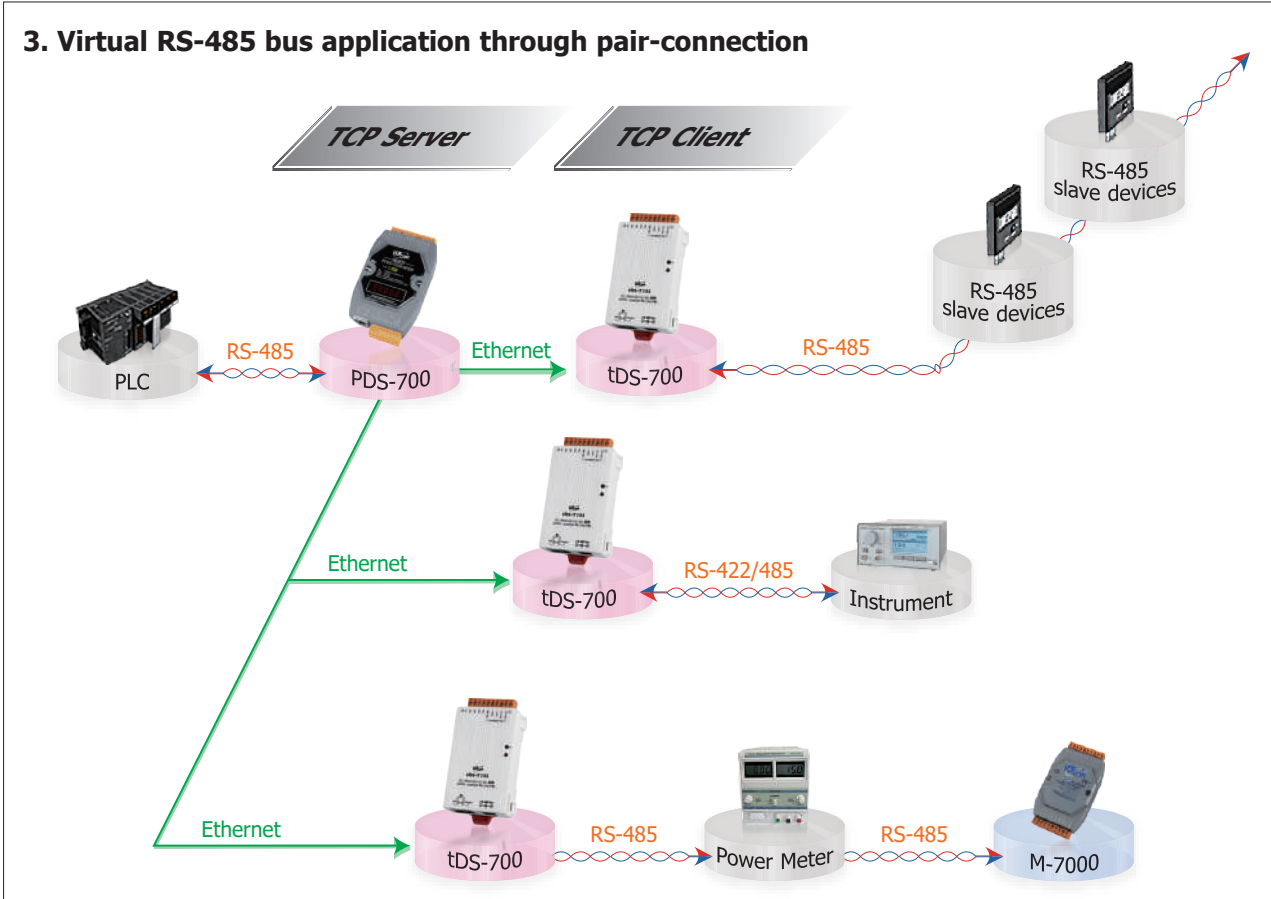 3. Virtual RS-485 bus application through pair-connection
TCP Server
TCP Client
RS-485
slave devices
RS-485
slave devices
PLC
RS-485
PDS-700
Ethernet
tDS-700
RS-485
Ethernet
tDS-700
RS-422/485
Instrument
Ethernet
tDS-700
RS-485
Power Meter
RS-485
M-7000